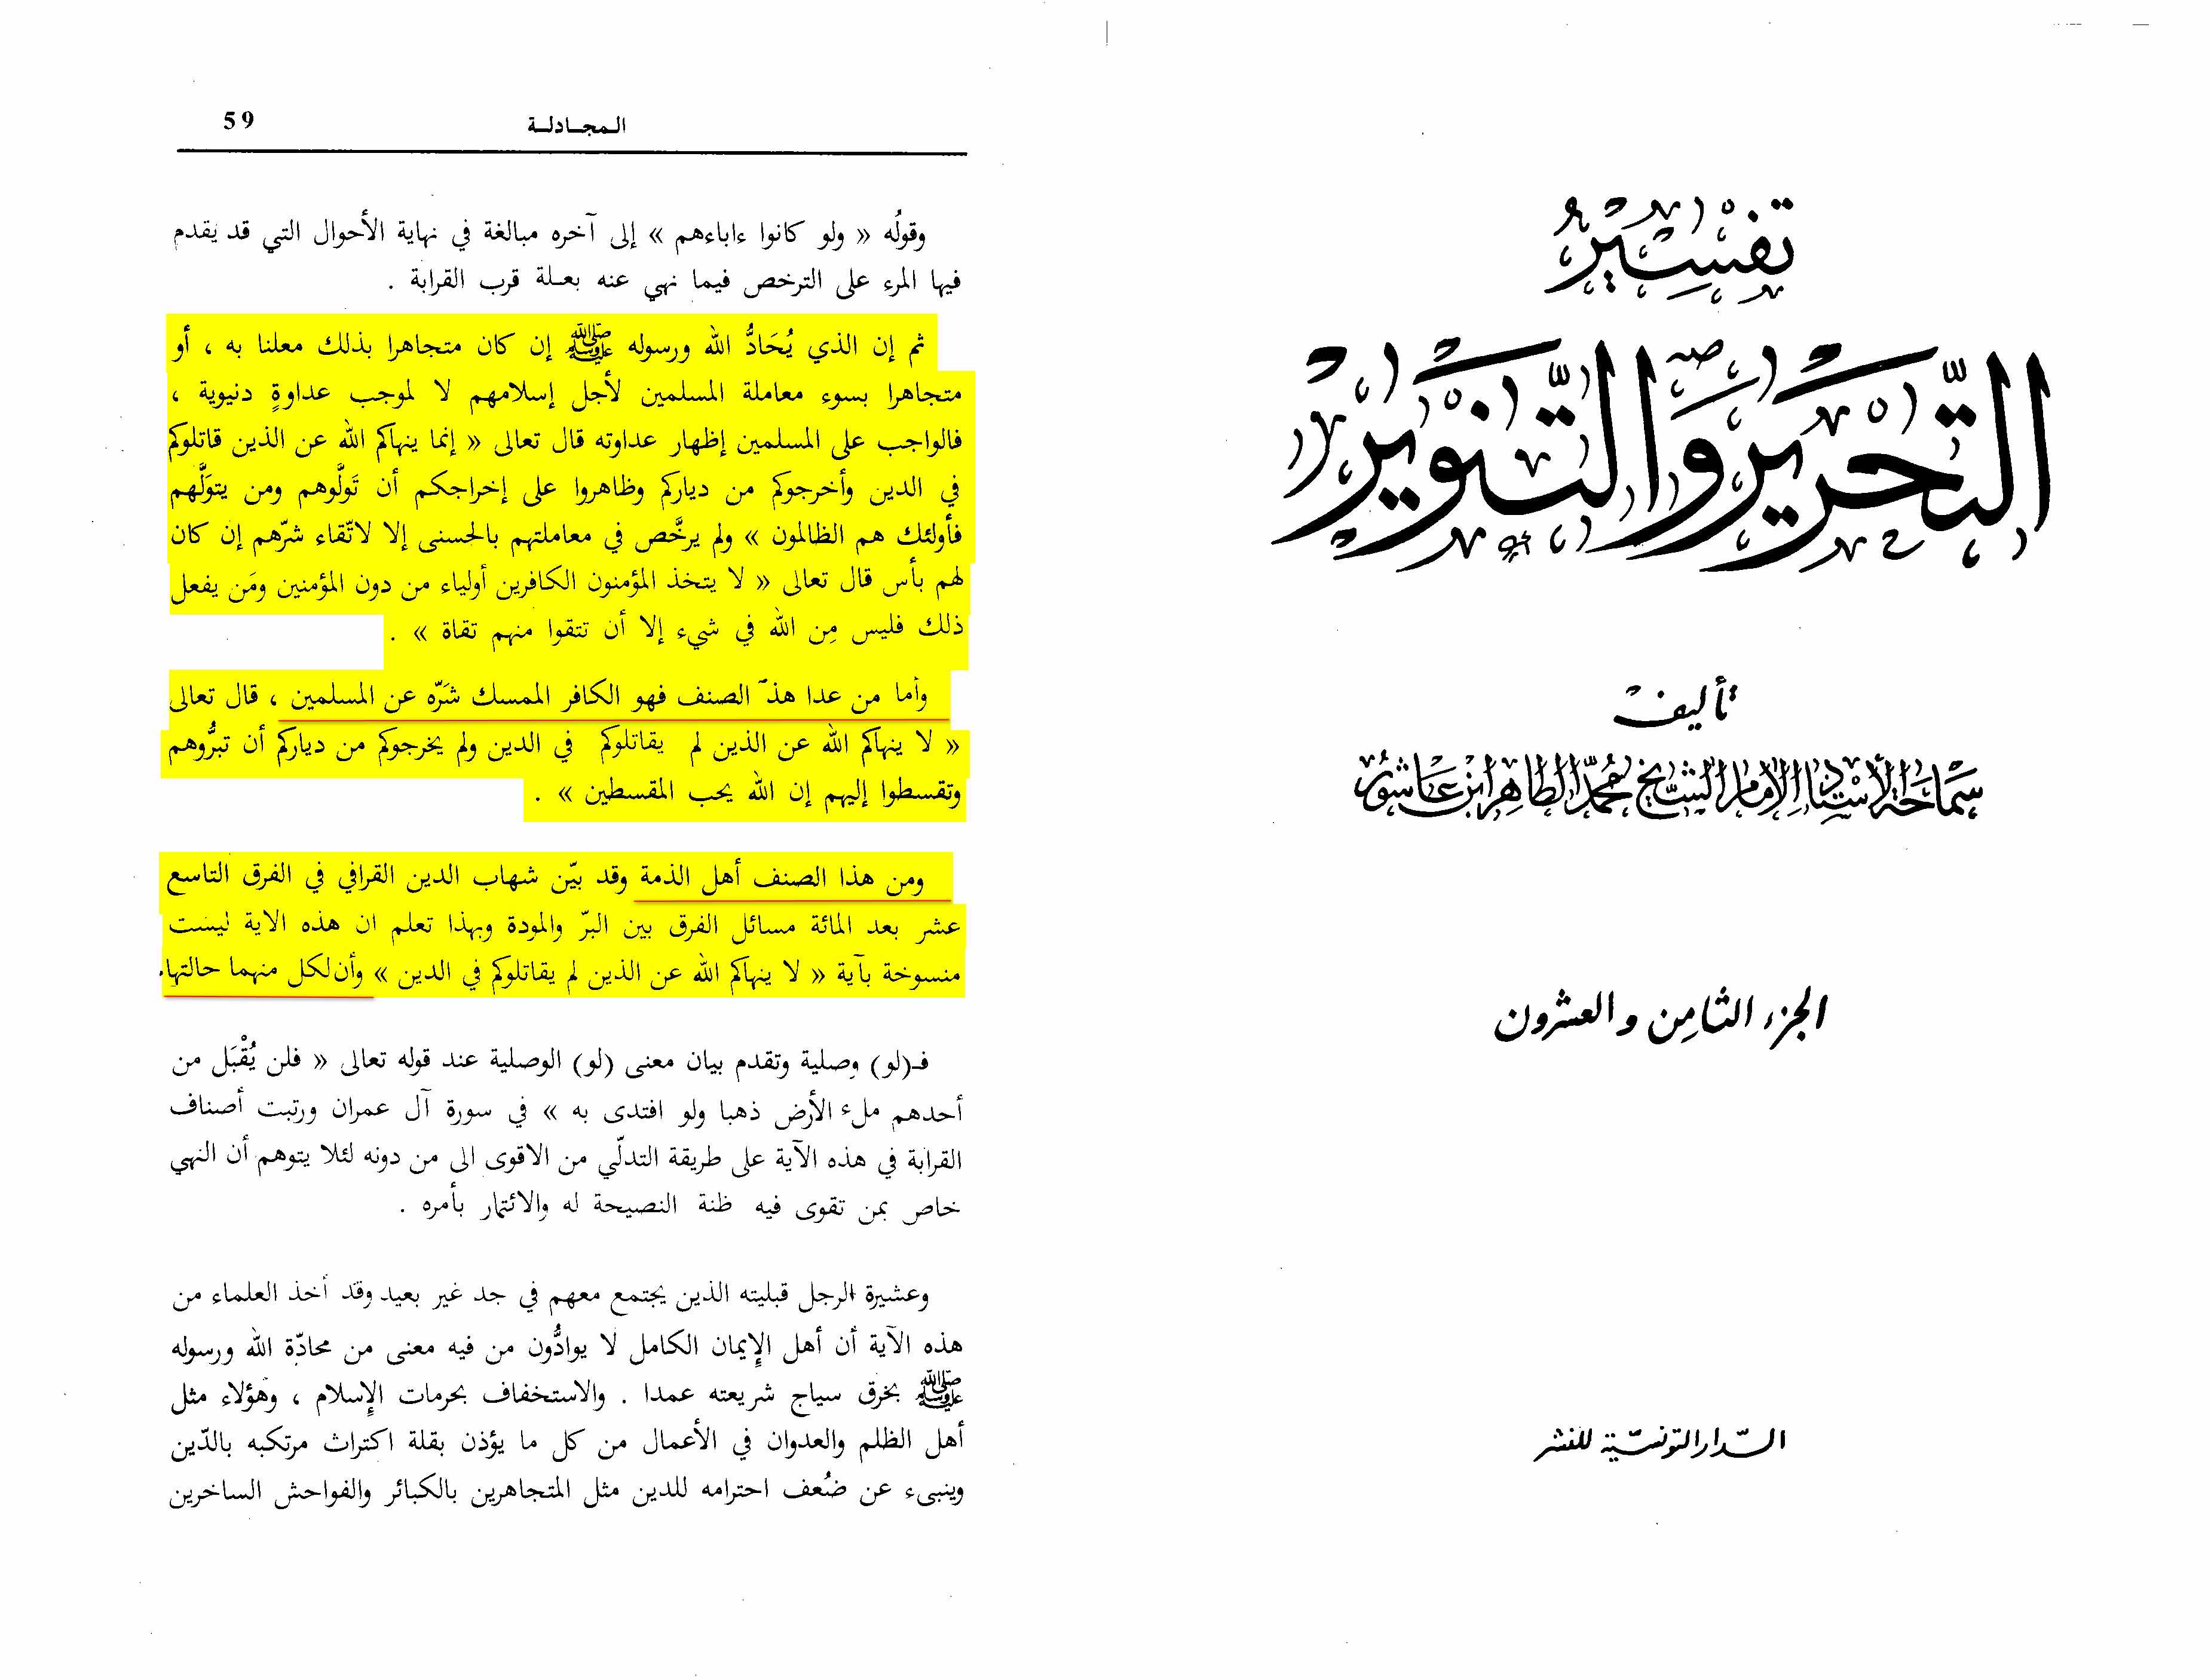 تفسير
التحرير والتنوير
تأليف
سماحة الأستاذ الإمام الشيخ محمد الطاهر ابن عاشور
الجزء الثامن والعشرون
الدار التونسية للنشر
المجادلة
59
وقولُه « ولو كانوا ءاباءهم » إلى آخره مبالغة في نهاية الأحوال التي قد يقدم
فيها المرء على الترخص فيما نهي عنه بعلة قرب القرابة .
ثم إن الذي يُحَادُّ الله ورسوله ﷺ إن كان متجاهرا بذلك معلنا به ، أو
متجاهرا بسوء معاملة المسلمين لأجل إسلامهم لا لموجب عداوةٍ دنيوية ،
فالواجب على المسلمين إظهار عداوته قال تعالى « إنما ينهاكم الله عن الذين قاتلوكم
في الدين وأخرجوكم من دياركم وظاهروا على إخراجكم أن تَولَّوهم ومن يتوَلَّهم
فأولئك هم الظالمون » ولم يرخَّص في معاملتهم بالحسنى إلا لاتّقاء شرّهم إن كان
لهم بأس قال تعالى « لا يتخذ المؤمنون الكافرين أولياء من دون المؤمنين ومَن يفعل
ذلك فليس مِن الله في شيء إلا أن تتقوا منهم تقاة » .
وأما من عدا هذا الصنف فهو الكافر الممسك شَرّه عن المسلمين ، قال تعالى
« لا ينهاكم الله عن الذين لم يقاتلوكم في الدين ولم يخرجوكم من دياركم أن تبرُّوهم
وتقسطوا إليهم إن الله يحب المقسطين » .
ومن هذا الصنف أهل الذمة وقد بيّن شهاب الدين القرافي في الفرق التاسع
عشر بعد المائة مسائل الفرق بين البرّ والمودة وبهذا تعلم ان هذه الاية ليست
منسوخة بآية « لا ينهاكم الله عن الذين لم يقاتلوكم في الدين » وأن لكل منهما حالتها.
فـ(لو) وصلية وتقدم بيان معنى (لو) الوصلية عند قوله تعالى « فلن يُقْبَل من
أحدهم ملء الأرض ذهبا ولو افتدى به » في سورة آل عمران ورتبت أصناف
القرابة في هذه الآية على طريقة التدلّي من الاقوى الى من دونه لئلا يتوهم أن النهي
خاص بمن تقوى فيه ظنة النصيحة له والائتمار بأمره .
وعشيرة الرجل قبليته الذين يجتمع معهم في جد غير بعيد وقد أخذ العلماء من
هذه الآية أن أهل الإيمان الكامل لا يوادُّون من فيه معنى من محادّة الله ورسوله
ﷺ بخرق سياج شريعته عمدا . والاستخفاف بحرمات الإسلام ، وهؤلاء مثل
أهل الظلم والعدوان في الأعمال من كل ما يؤذن بقلة اكتراث مرتكبه بالدّين
وينبىء عن ضُعف احترامه للدين مثل المتجاهرين بالكبائر والفواحش الساخرين